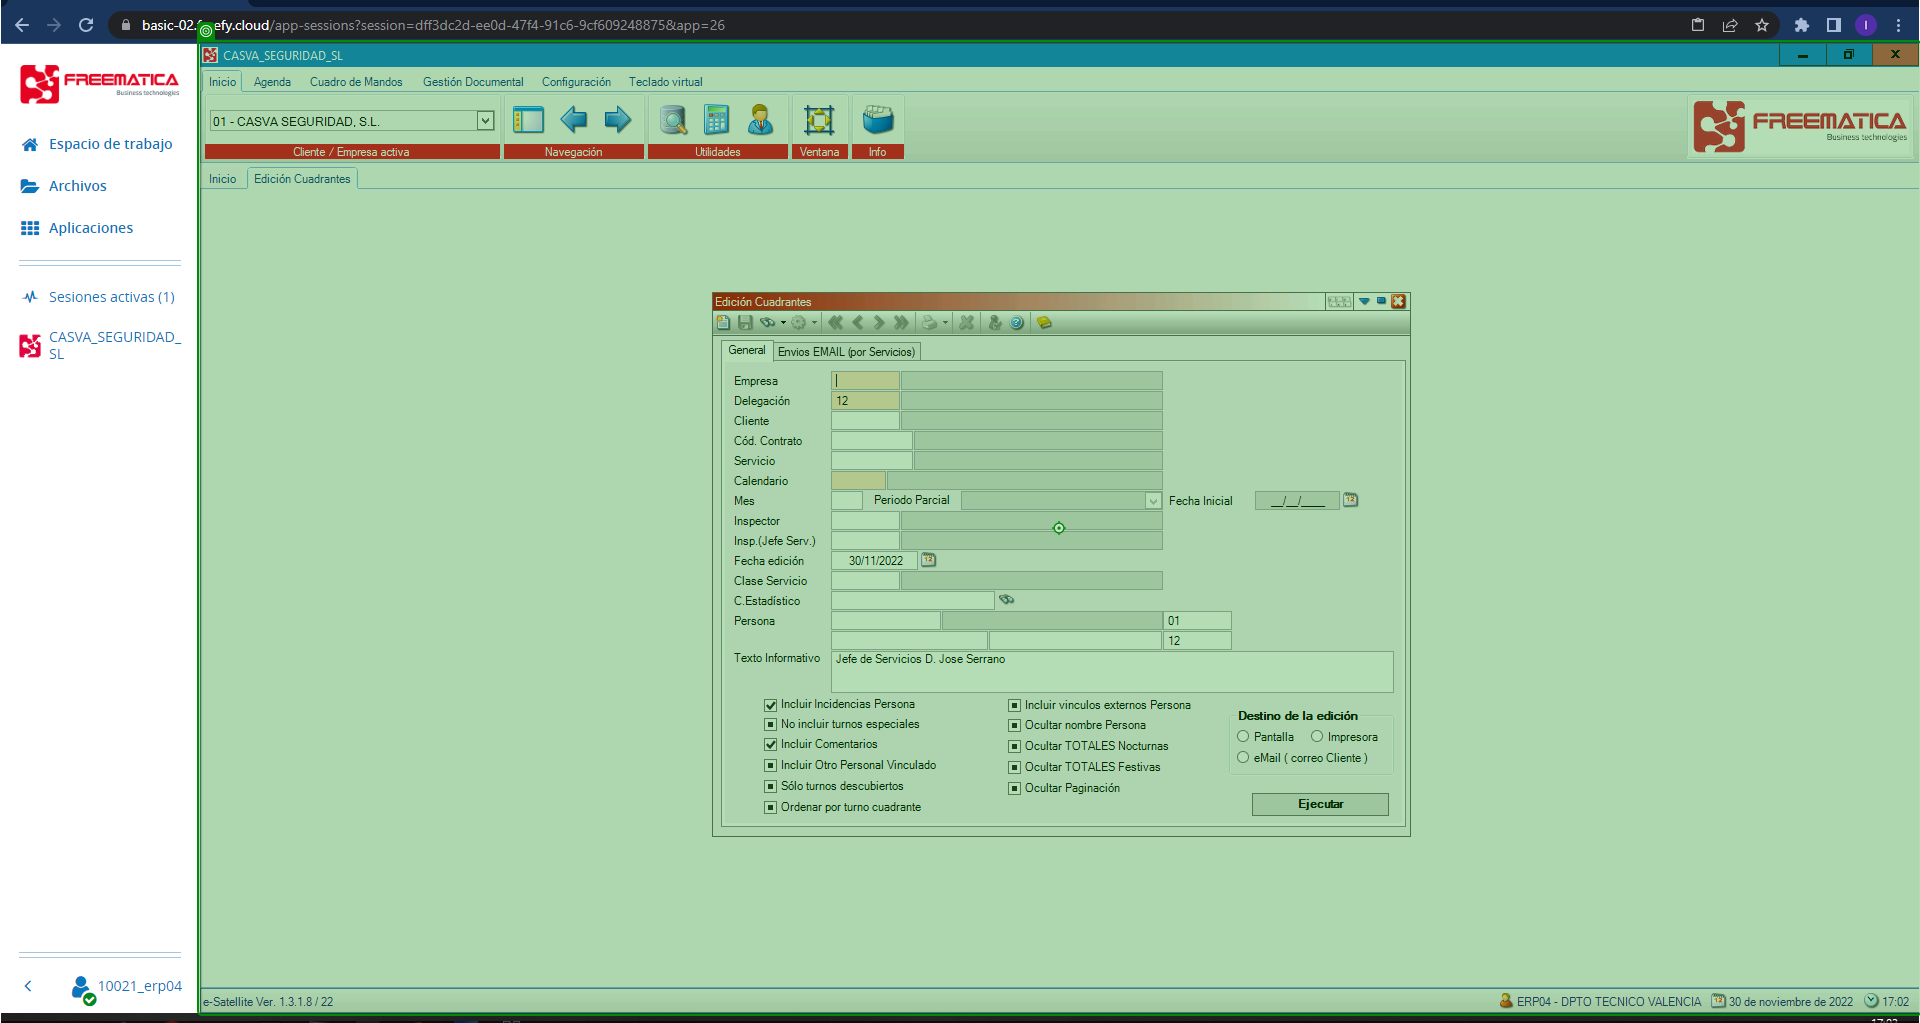 basic-02.
efy.cloud/app-sessions?session=dff3dc2d-ee0d-47f4-91c6-9cf609248875&app=26
I
FREEMATICA
Business technologies
Espacio de trabajo
Archivos
Aplicaciones
Sesiones activas (1)
CASVA_SEGURIDAD_
SL
10021_erp04
CASVA_SEGURIDAD_SL
Inicio Agenda Cuadro de Mandos Gestión Documental Configuración Teclado virtual
01 - CASVA SEGURIDAD, S.L.
Cliente / Empresa activa Navegación Utilidades Ventana Info
FREEMATICA
Business technologies
Inicio Edición Cuadrantes
Edición Cuadrantes
General Envios EMAIL (por Servicios)
Empresa
Delegación 12
Cliente
Cód. Contrato
Servicio
Calendario
Mes Periodo Parcial Fecha Inicial __/__/____
Inspector
Insp.(Jefe Serv.)
Fecha edición 30/11/2022
Clase Servicio
C.Estadístico
Persona 01
12
Texto Informativo Jefe de Servicios D. Jose Serrano
Incluir Incidencias Persona
No incluir turnos especiales
Incluir Comentarios
Incluir Otro Personal Vinculado
Sólo turnos descubiertos
Ordenar por turno cuadrante
Incluir vinculos externos Persona
Ocultar nombre Persona
Ocultar TOTALES Nocturnas
Ocultar TOTALES Festivas
Ocultar Paginación
Destino de la edición
Pantalla Impresora
eMail ( correo Cliente )
Ejecutar
e-Satellite Ver. 1.3.1.8 / 22
ERP04 - DPTO TECNICO VALENCIA 30 de noviembre de 2022 17:02